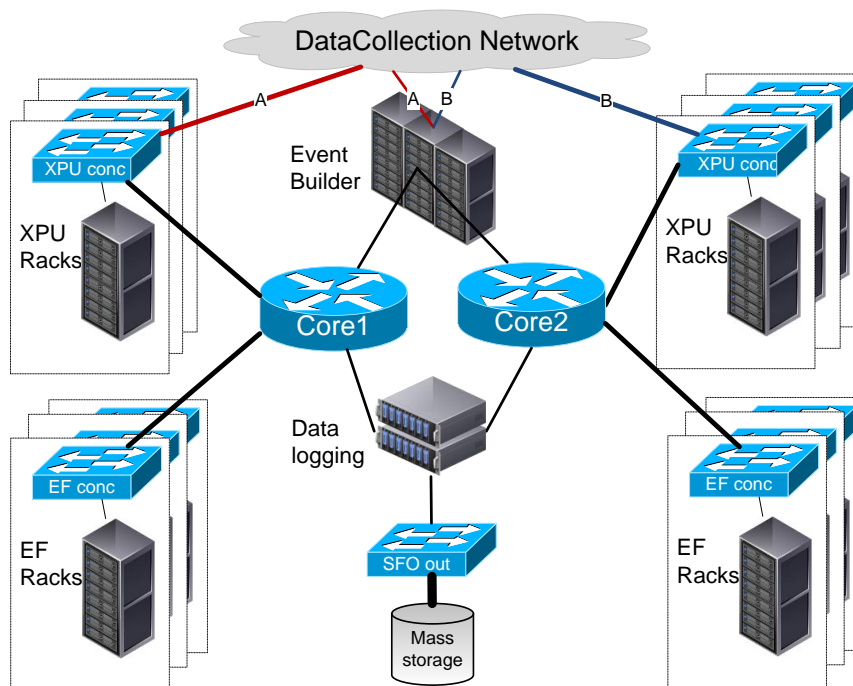 DataCollection Network
A
A
B
B
XPU conc
Event
Builder
XPU conc
XPU
Racks
XPU
Racks
Core1
Core2
Data
logging
EF conc
EF conc
EF
Racks
SFO out
EF
Racks
Mass
storage